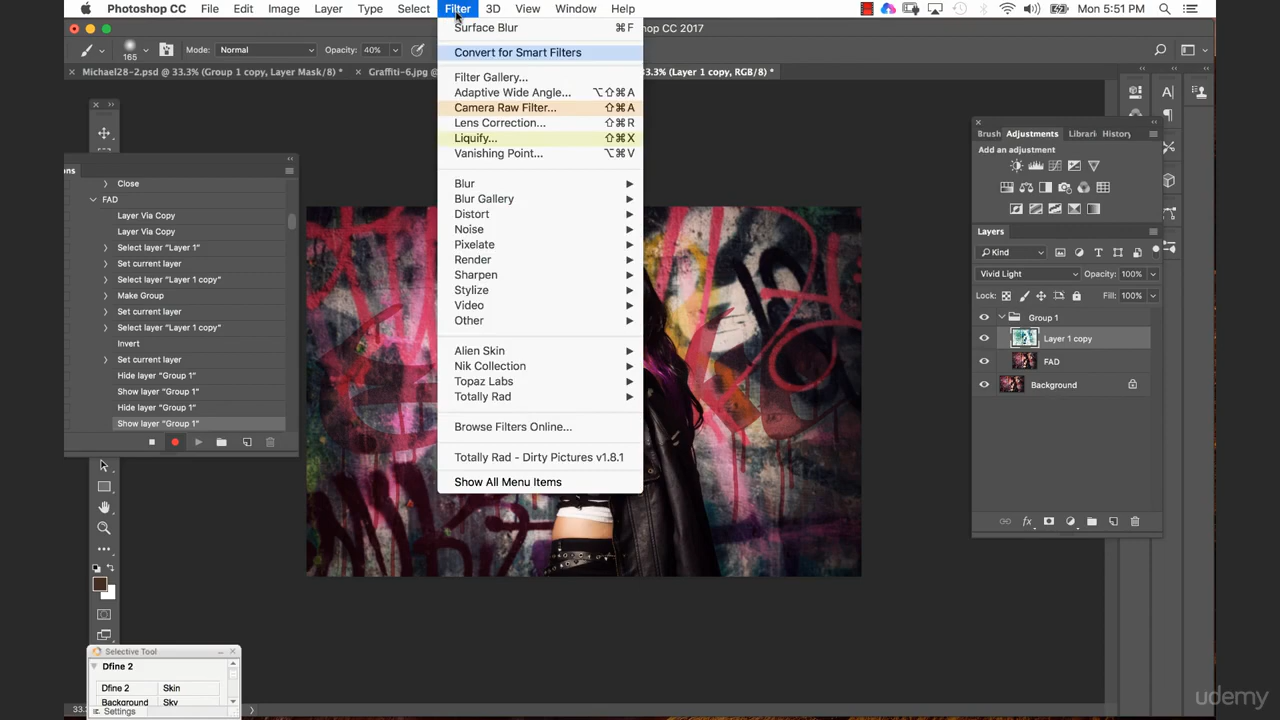 Photoshop CC File Edit Image Layer Type Select Filter 3D View Window Help Mon 5:51 PM
Surface Blur ⌘F
shop CC 2017
165 Mode: Normal Opacity: 40%
Convert for Smart Filters
× Michael28-2.psd @ 33.3% (Group 1 copy, Layer Mask/8) * × Graffiti-6.jpg @ 33.3% (Layer 1 copy, RGB/8) *
Filter Gallery...
Adaptive Wide Angle... ⌥⇧⌘A
Camera Raw Filter... ⇧⌘A
Lens Correction... ⇧⌘R
Liquify... ⇧⌘X
Vanishing Point... ⌥⌘V
Blur
Blur Gallery
Distort
Noise
Pixelate
Render
Sharpen
Stylize
Video
Other
Alien Skin
Nik Collection
Topaz Labs
Totally Rad
Browse Filters Online...
Totally Rad - Dirty Pictures v1.8.1
Show All Menu Items
ons
Close
FAD
Layer Via Copy
Layer Via Copy
Select layer "Layer 1"
Set current layer
Select layer "Layer 1 copy"
Make Group
Set current layer
Select layer "Layer 1 copy"
Invert
Set current layer
Hide layer "Group 1"
Show layer "Group 1"
Hide layer "Group 1"
Show layer "Group 1"
Brush Adjustments Librari History
Add an adjustment
Layers
Kind
Vivid Light Opacity: 100%
Lock: Fill: 100%
Group 1
Layer 1 copy
FAD
Background
fx
Selective Tool
Dfine 2
Dfine 2 Skin
Background Sky
Settings
33.
udemy